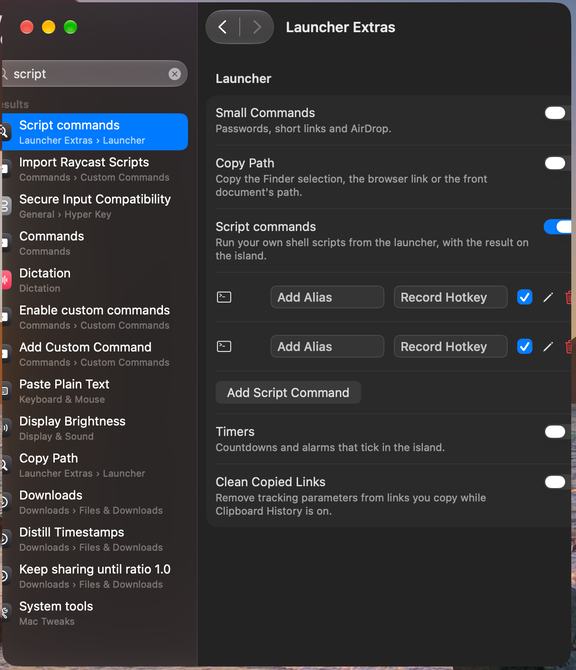 Launcher Extras
script
esults
Script commands
Launcher Extras › Launcher
Import Raycast Scripts
Commands › Custom Commands
Secure Input Compatibility
General › Hyper Key
Commands
Commands
Dictation
Dictation
Enable custom commands
Commands › Custom Commands
Add Custom Command
Commands › Custom Commands
Paste Plain Text
Keyboard & Mouse
Display Brightness
Display & Sound
Copy Path
Launcher Extras › Launcher
Downloads
Downloads › Files & Downloads
Distill Timestamps
Downloads › Files & Downloads
Keep sharing until ratio 1.0
Downloads › Files & Downloads
System tools
Mac Tweaks
Launcher
Small Commands
Passwords, short links and AirDrop.
Copy Path
Copy the Finder selection, the browser link or the front
document's path.
Script commands
Run your own shell scripts from the launcher, with the result on
the island.
Add Alias
Record Hotkey
Add Alias
Record Hotkey
Add Script Command
Timers
Countdowns and alarms that tick in the island.
Clean Copied Links
Remove tracking parameters from links you copy while
Clipboard History is on.